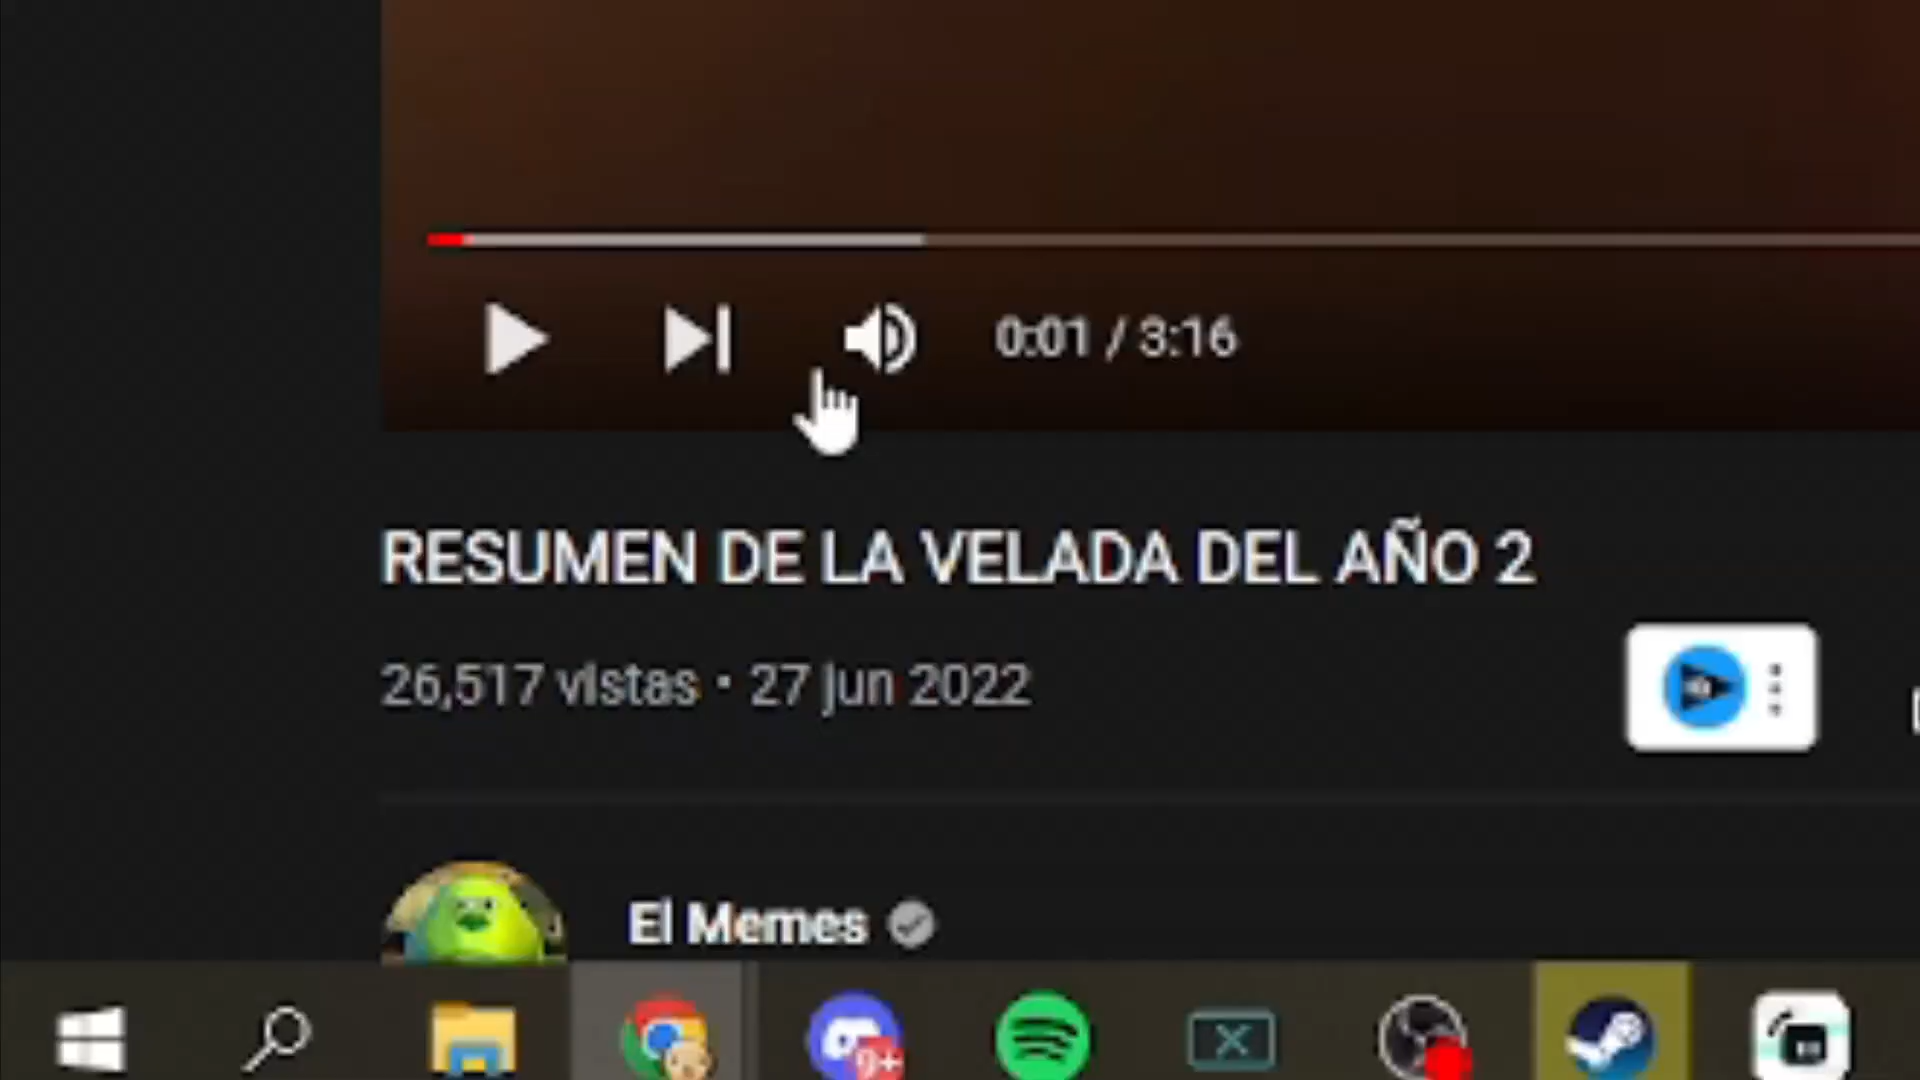 0:01 / 3:16
RESUMEN DE LA VELADA DEL AÑO 2
26,517 vistas • 27 jun 2022
El Memes
9+